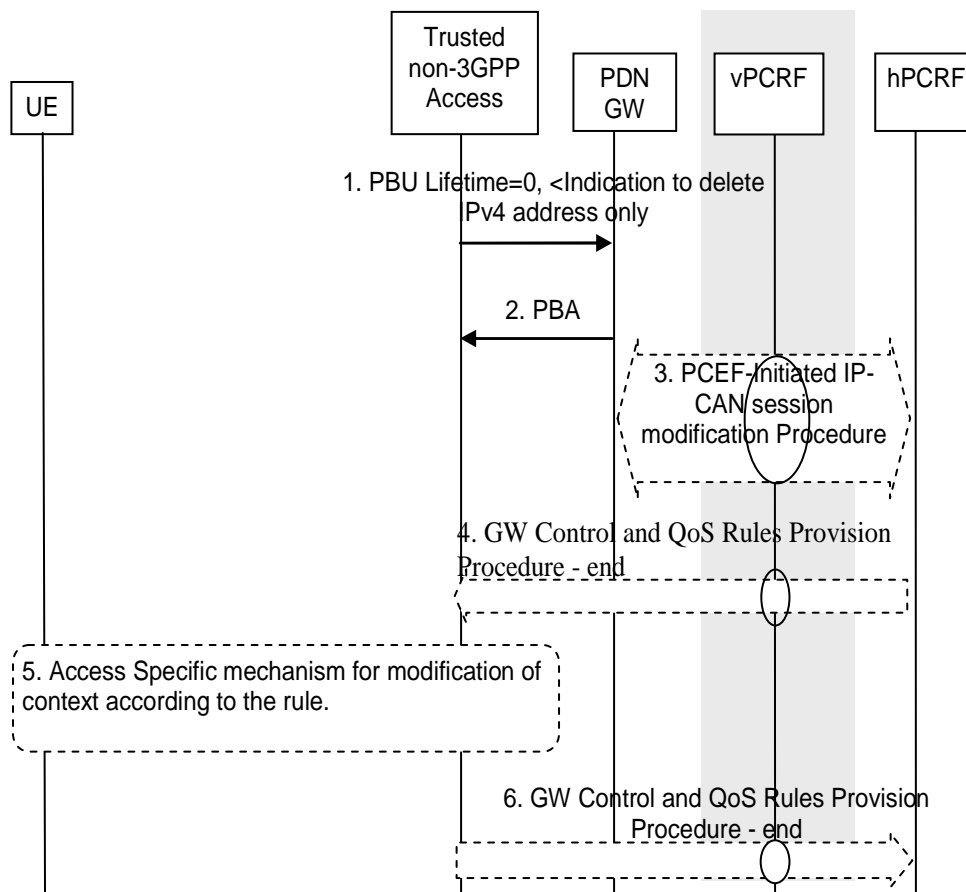 UE
Trusted
non-3GPP
Access
PDN
GW
vPCRF
hPCRF
1. PBU Lifetime=0, <Indication to delete
IPv4 address only
2. PBA
3. PCEF-Initiated IP-
CAN session
modification Procedure
4. GW Control and QoS Rules Provision
Procedure - end
5. Access Specific mechanism for modification of
context according to the rule.
6. GW Control and QoS Rules Provision
Procedure - end